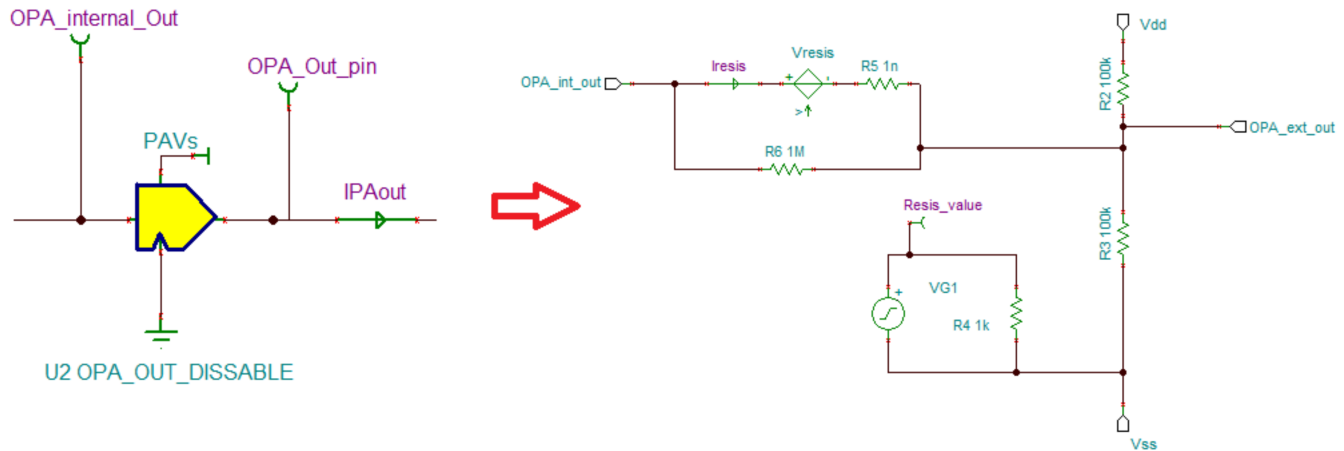 OPA_internal_Out
OPA_Out_pin
PAVs
IPAout
U2 OPA_OUT_DISSABLE
Vdd
Vresis
Iresis
R5 1n
OPA_int_out
+
-
>
R2 100k
OPA_ext_out
R6 1M
Resis_value
R3 100k
+
VG1
R4 1k
Vss